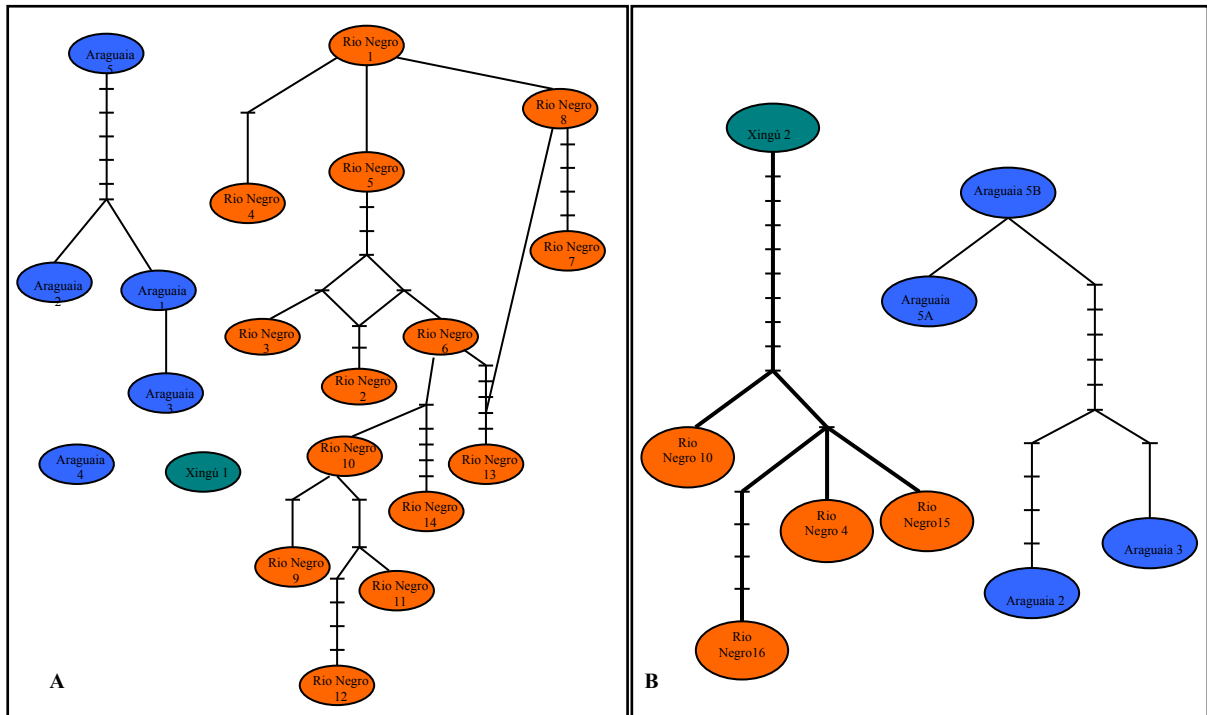 Araguaia
5
Rio Negro
1
Rio Negro
8
Rio Negro
5
Rio Negro
4
Rio Negro
7
Araguaia
2
Araguaia
1
Rio Negro
3
Rio Negro
6
Rio Negro
2
Araguaia
3
Rio Negro
10
Rio Negro
13
Araguaia
4
Xingú 1
Rio Negro
14
Rio Negro
9
Rio Negro
11
Rio Negro
12
A
Xingú 2
Araguaia 5B
Araguaia
5A
Rio
Negro 10
Rio
Negro 4
Rio
Negro15
Araguaia 3
Araguaia 2
Rio
Negro16
B